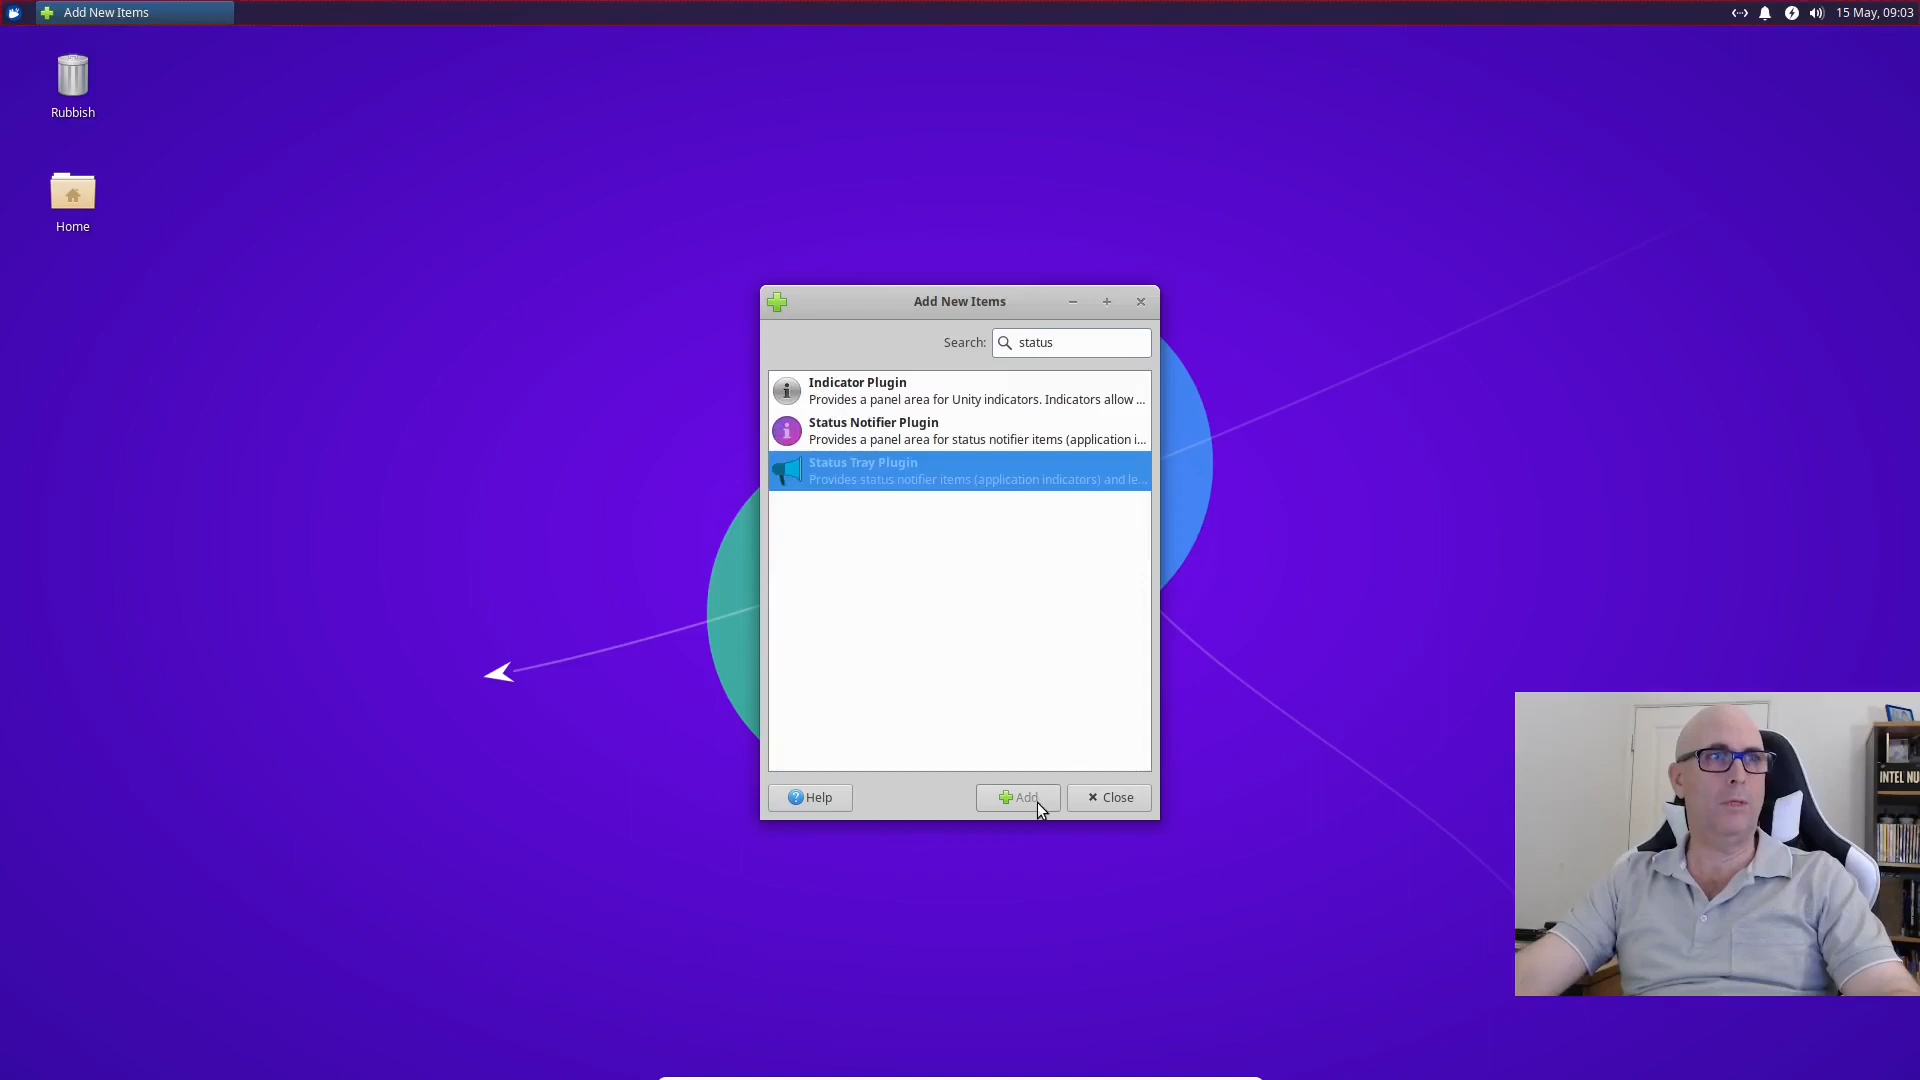 Add New Items
15 May, 09:03
Rubbish
Home
Add New Items
Search:
status
Indicator Plugin
Provides a panel area for Unity indicators. Indicators allow ...
Status Notifier Plugin
Provides a panel area for status notifier items (application i...
Status Tray Plugin
Provides status notifier items (application indicators) and le...
Help
Add
Close
INTEL NU